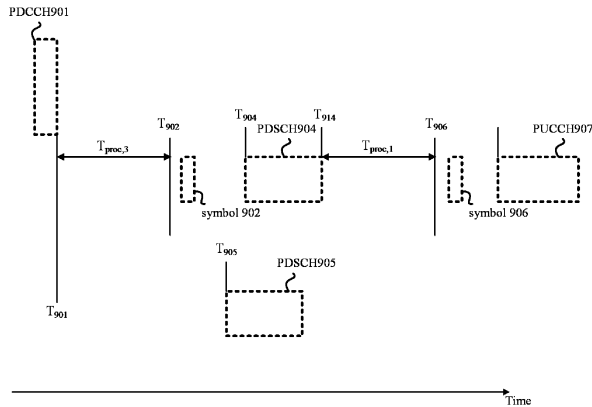 PDCCH901
T902
T904
T914
T906
PDSCH904
PUCCH907
Tproc,3
Tproc,1
symbol 902
symbol 906
T905
PDSCH905
T901
Time